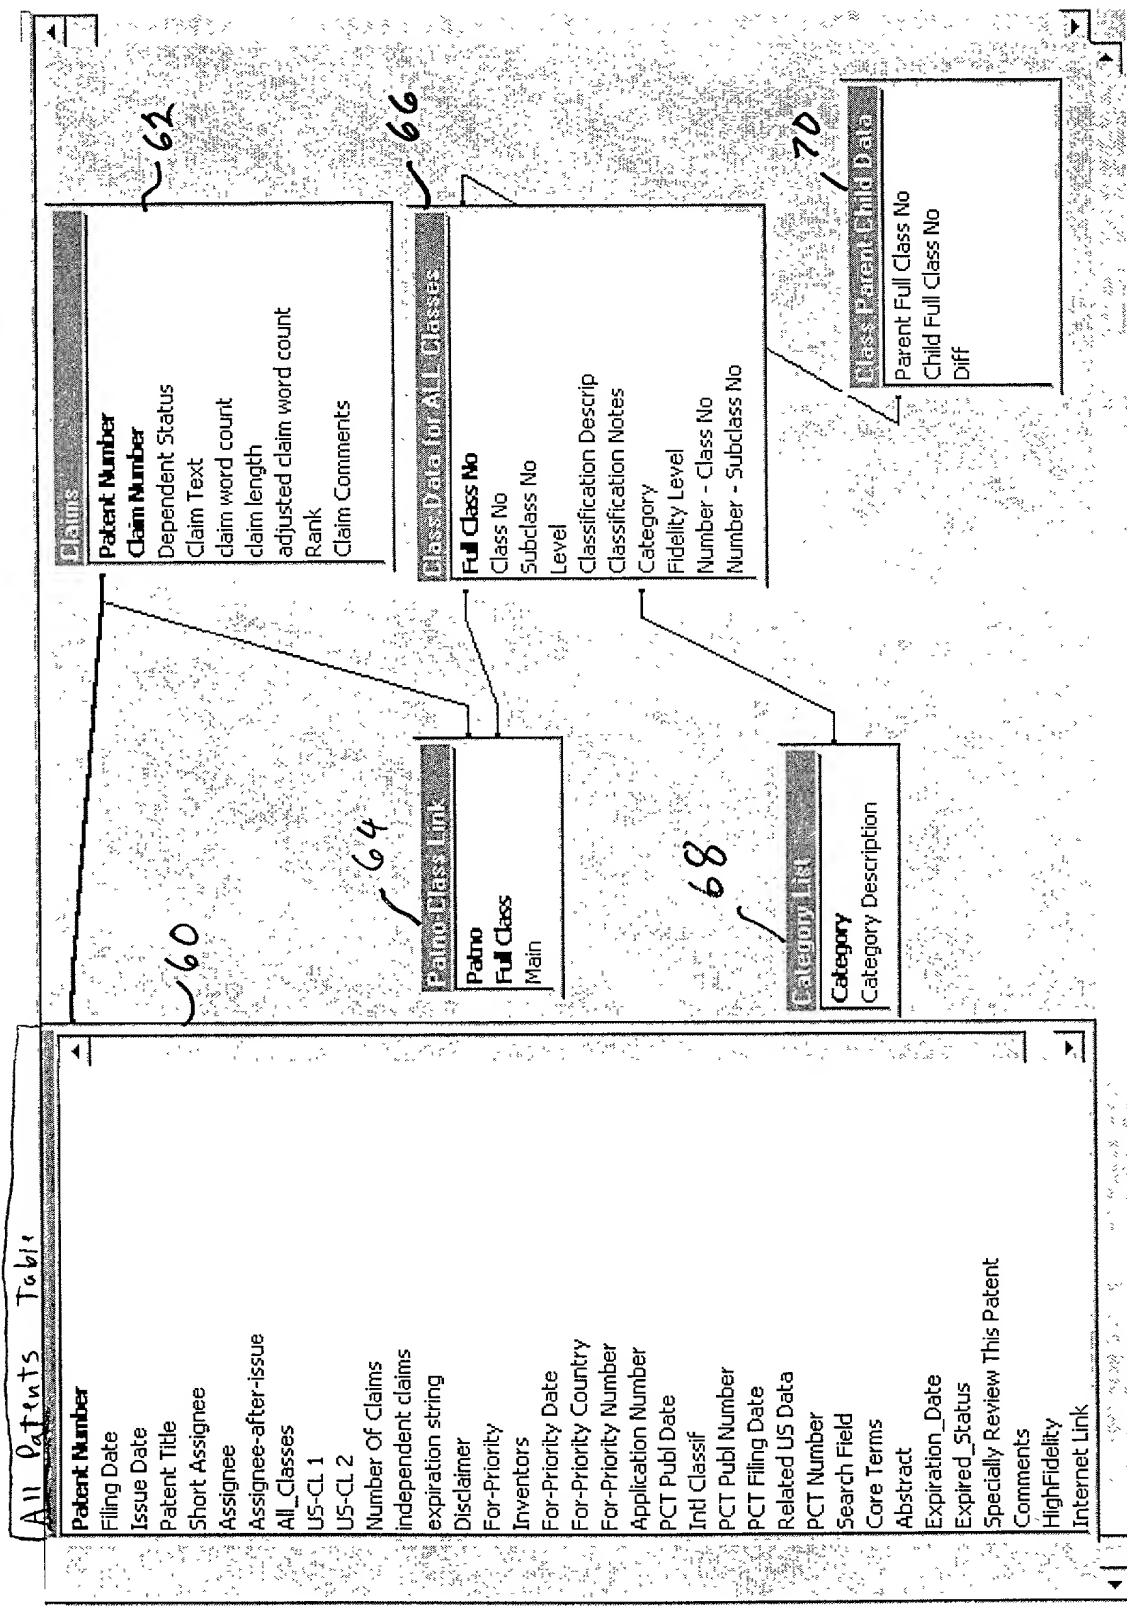 All Patents Table
60
Patent Number
Filing Date
Issue Date
Patent Title
Short Assignee
Assignee
Assignee-after-issue
All_Classes
US-CL 1
US-CL 2
Number Of Claims
independent claims
expiration string
Disclaimer
For-Priority
Inventors
For-Priority Date
For-Priority Country
For-Priority Number
Application Number
PCT Publ Date
Intl Classif
PCT Publ Number
PCT Filing Date
Related US Data
PCT Number
Search Field
Core Terms
Abstract
Expiration_Date
Expired_Status
Specially Review This Patent
Comments
HighFidelity
Internet Link
64
Patno-Class Link
Patno
Full Class
Main
68
Category List
Category
Category Description
62
Claims
Patent Number
Claim Number
Dependent Status
Claim Text
claim word count
claim length
adjusted claim word count
Rank
Claim Comments
66
Class Data for ALL Classes
Full Class No
Class No
Subclass No
Level
Classification Descrip
Classification Notes
Category
Fidelity Level
Number - Class No
Number - Subclass No
70
Class Parent-Child Data
Parent Full Class No
Child Full Class No
Diff